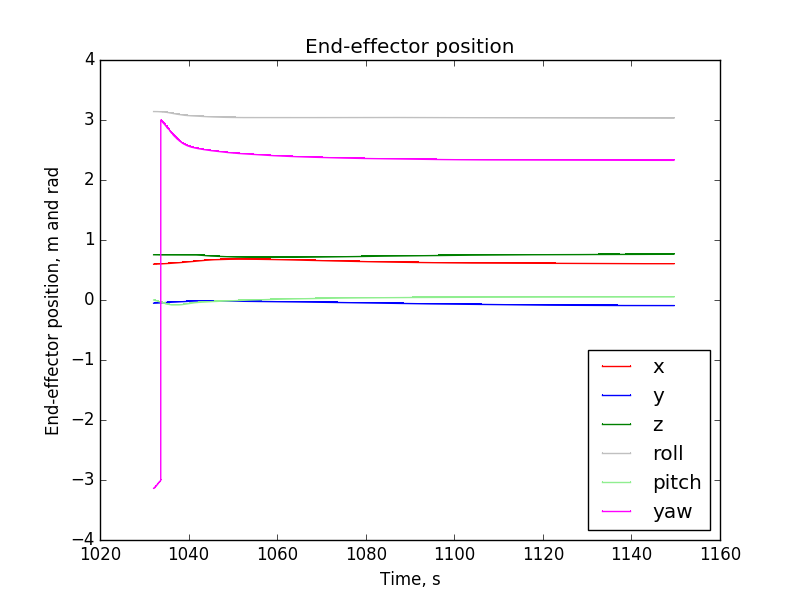 End-effector position
4
3
2
1
0
−1
−2
−3
−4
End-effector position, m and rad
x
y
z
roll
pitch
yaw
1020 1040 1060 1080 1100 1120 1140 1160
Time, s